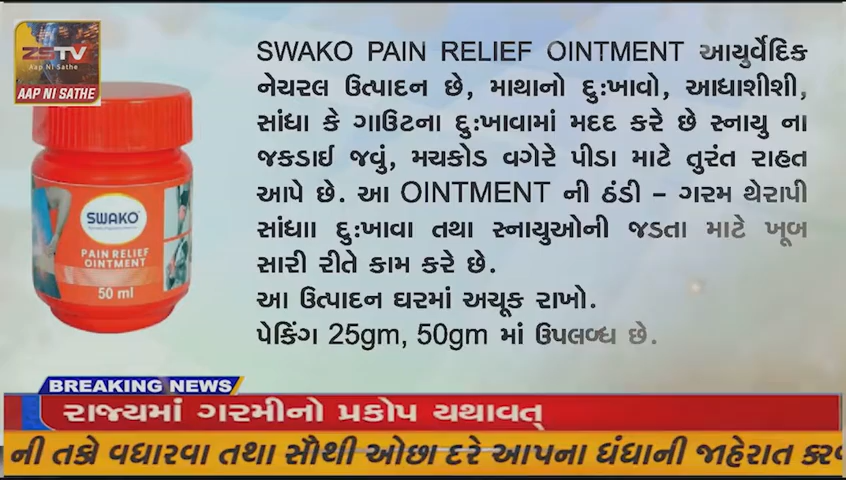 ZSTV
Aap Ni Sathe
AAP NI SATHE
SWAKO PAIN RELIEF OINTMENT આયુર્વેદિક
નેચરલ ઉત્પાદન છે, માથાનો દુઃખાવો, આધાશીશી,
સાંધા કે ગાઉટના દુઃખાવામાં મદદ કરે છે સ્નાયુ ના
જકડાઈ જવું, મચકોડ વગેરે પીડા માટે તુરંત રાહત
આપે છે. આ OINTMENT ની ઠંડી – ગરમ થેરાપી
સાંધાા દુઃખાવા તથા સ્નાયુઓની જડતા માટે ખૂબ
સારી રીતે કામ કરે છે.
આ ઉત્પાદન ઘરમાં અચૂક રાખો.
પેકિંગ 25gm, 50gm માં ઉપલબ્ધ છે.
SWAKO
PAIN RELIEF
OINTMENT
50 ml
BREAKING NEWS
રાજ્યમાં ગરમીનો પ્રકોપ યથાવત્
ની તકો વધારવા તથા સૌથી ઓછા દરે આપના ધંધાની જાહેરાત કરવ